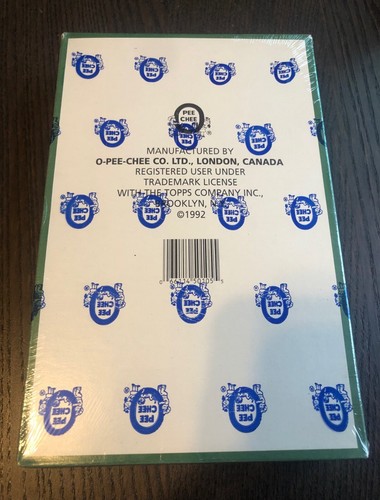 PEE
CHEE
MANUFACTURED BY
O-PEE-CHEE CO. LTD., LONDON, CANADA
REGISTERED USER UNDER
TRADEMARK LICENSE
WITH THE TOPPS COMPANY INC.,
BROOKLYN, N.Y.
©1992